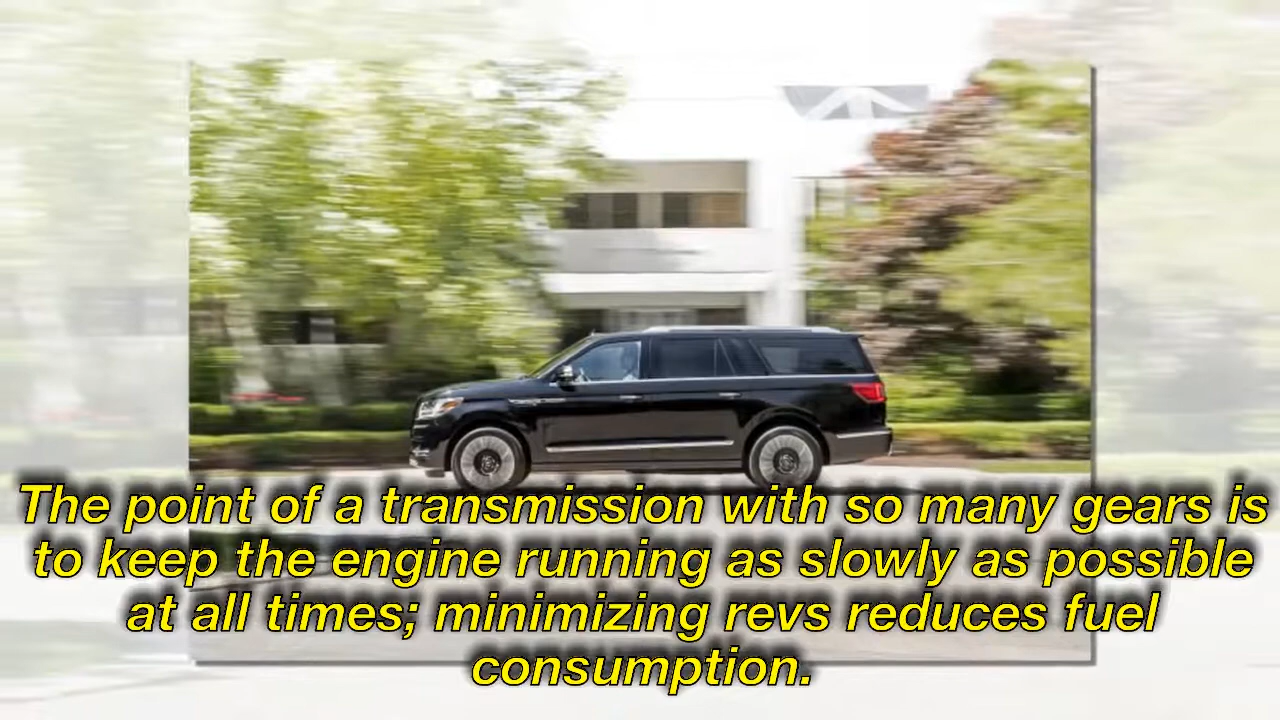 The point of a transmission with so many gears is
to keep the engine running as slowly as possible
at all times; minimizing revs reduces fuel
consumption.